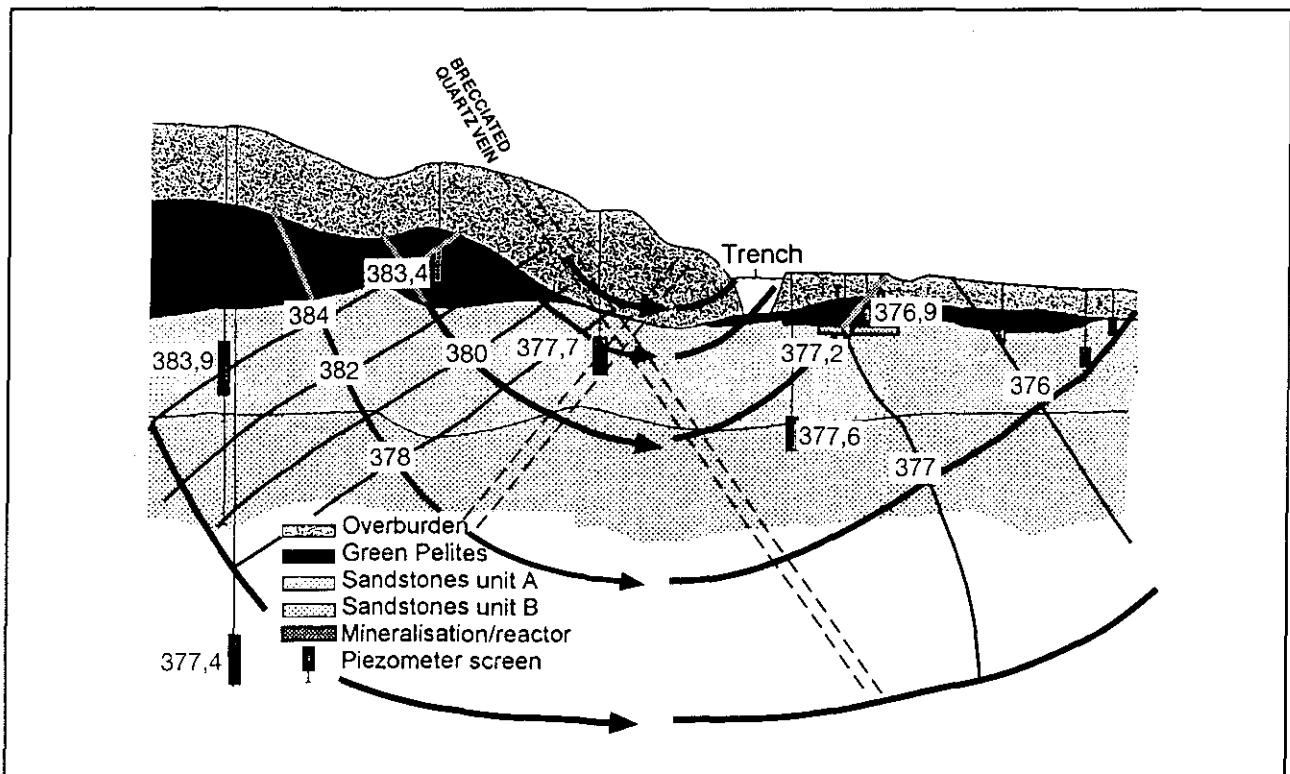 BRECCIATED
QUARTZ VEIN
Trench
383,4
376,9
384
383,9
382
380
377,7
377,2
376
377,6
378
377
Overburden
Green Pelites
Sandstones unit A
Sandstones unit B
Mineralisation/reactor
377,4
Piezometer screen